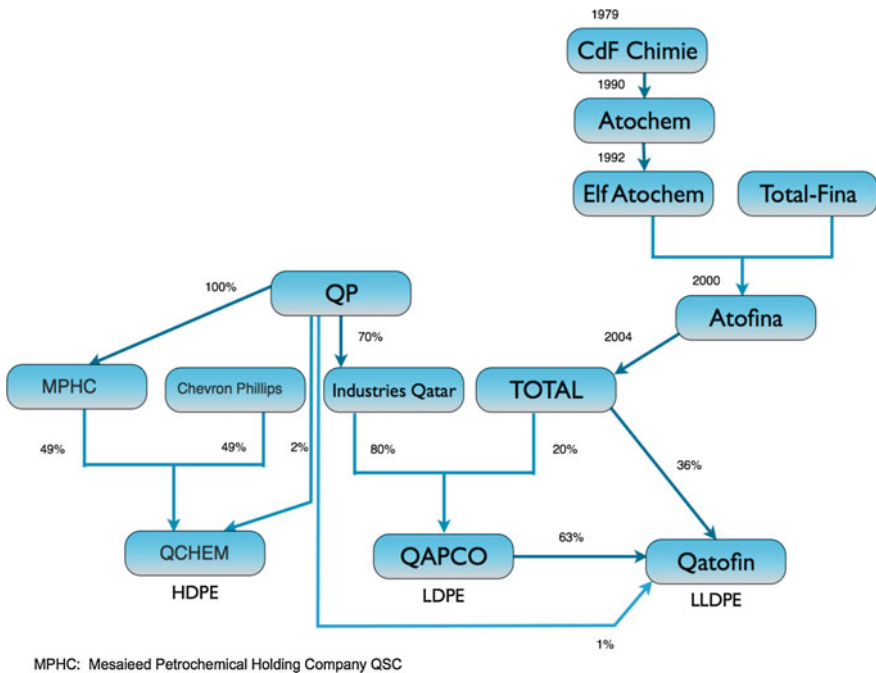 1979
CdF Chimie
1990
Atochem
1992
Elf Atochem
Total-Fina
2000
Atofina
2004
QP
100%
70%
MPHC
Chevron Phillips
Industries Qatar
TOTAL
49%
49%
2%
80%
20%
36%
QCHEM
HDPE
QAPCO
LDPE
63%
Qatofin
LLDPE
1%
MPHC: Mesaieed Petrochemical Holding Company QSC